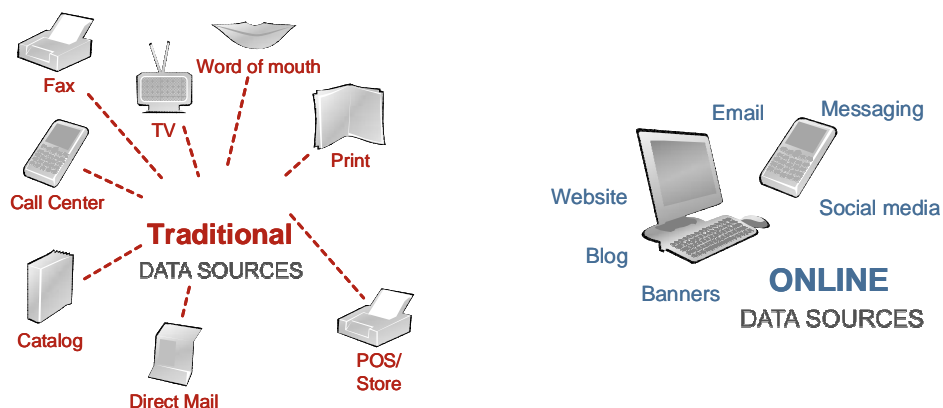 Fax
TV
Word of mouth
Print
Call Center
Traditional
DATA SOURCES
Catalog
Direct Mail
POS/
Store
Email
Messaging
Website
Social media
Blog
Banners
ONLINE
DATA SOURCES